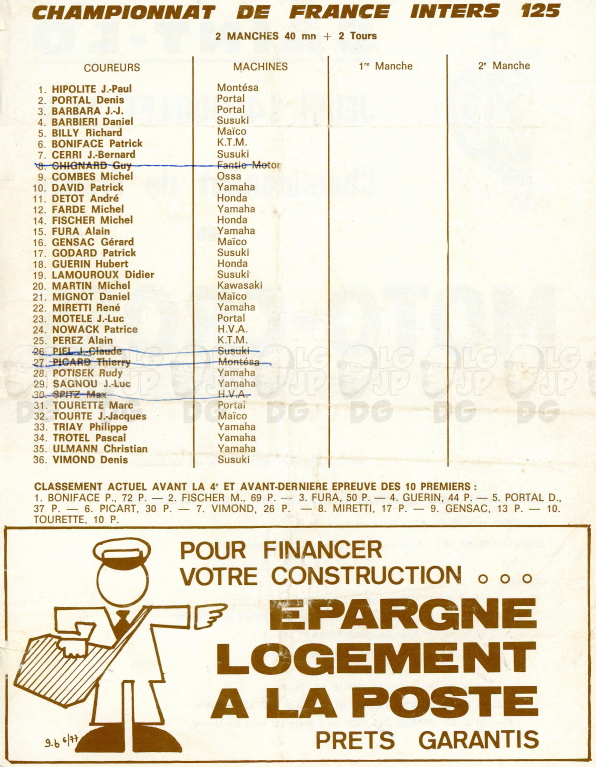 CHAMPIONNAT DE FRANCE INTERS 125
2 MANCHES 40 mn + 2 Tours
COUREURS MACHINES 1re Manche 2e Manche
1. HIPOLITE J.-Paul Montésa
2. PORTAL Denis Portal
3. BARBARA J.-J. Portal
4. BARBIERI Daniel Susuki
5. BILLY Richard Maïco
6. BONIFACE Patrick K.T.M.
7. CERRI J.-Bernard Susuki
8. CHIGNARD Guy Fantic Motor
9. COMBES Michel Ossa
10. DAVID Patrick Yamaha
11. DETOT André Honda
12. FARDE Michel Yamaha
14. FISCHER Michel Honda
15. FURA Alain Yamaha
16. GENSAC Gérard Maïco
17. GODARD Patrick Susuki
18. GUERIN Hubert Honda
19. LAMOUROUX Didier Susuki
20. MARTIN Michel Kawasaki
21. MIGNOT Daniel Maïco
22. MIRETTI René Yamaha
23. MOTELE J.-Luc Portal
24. NOWACK Patrice H.V.A.
25. PEREZ Alain K.T.M.
26. PIEL J.-Claude Susuki
27. PICARD Thierry Montésa
28. POTISEK Rudy Yamaha
29. SAGNOU J.-Luc Yamaha
30. SPITZ Max H.V.A.
31. TOURETTE Marc Portal
32. TOURTE J.-Jacques Maïco
33. TRIAY Philippe Yamaha
34. TROTEL Pascal Yamaha
35. ULMANN Christian Yamaha
36. VIMOND Denis Susuki
CLASSEMENT ACTUEL AVANT LA 4e ET AVANT-DERNIERE EPREUVE DES 10 PREMIERS :
1. BONIFACE P., 72 P. — 2. FISCHER M., 69 P. — 3. FURA, 50 P. — 4. GUERIN, 44 P. — 5. PORTAL D.,
37 P. — 6. PICART, 30 P. — 7. VIMOND, 26 P. — 8. MIRETTI, 17 P. — 9. GENSAC, 13 P. — 10.
TOURETTE, 10 P.
POUR FINANCER
VOTRE CONSTRUCTION . . .
EPARGNE
LOGEMENT
A LA POSTE
PRETS GARANTIS
g.b 6/77